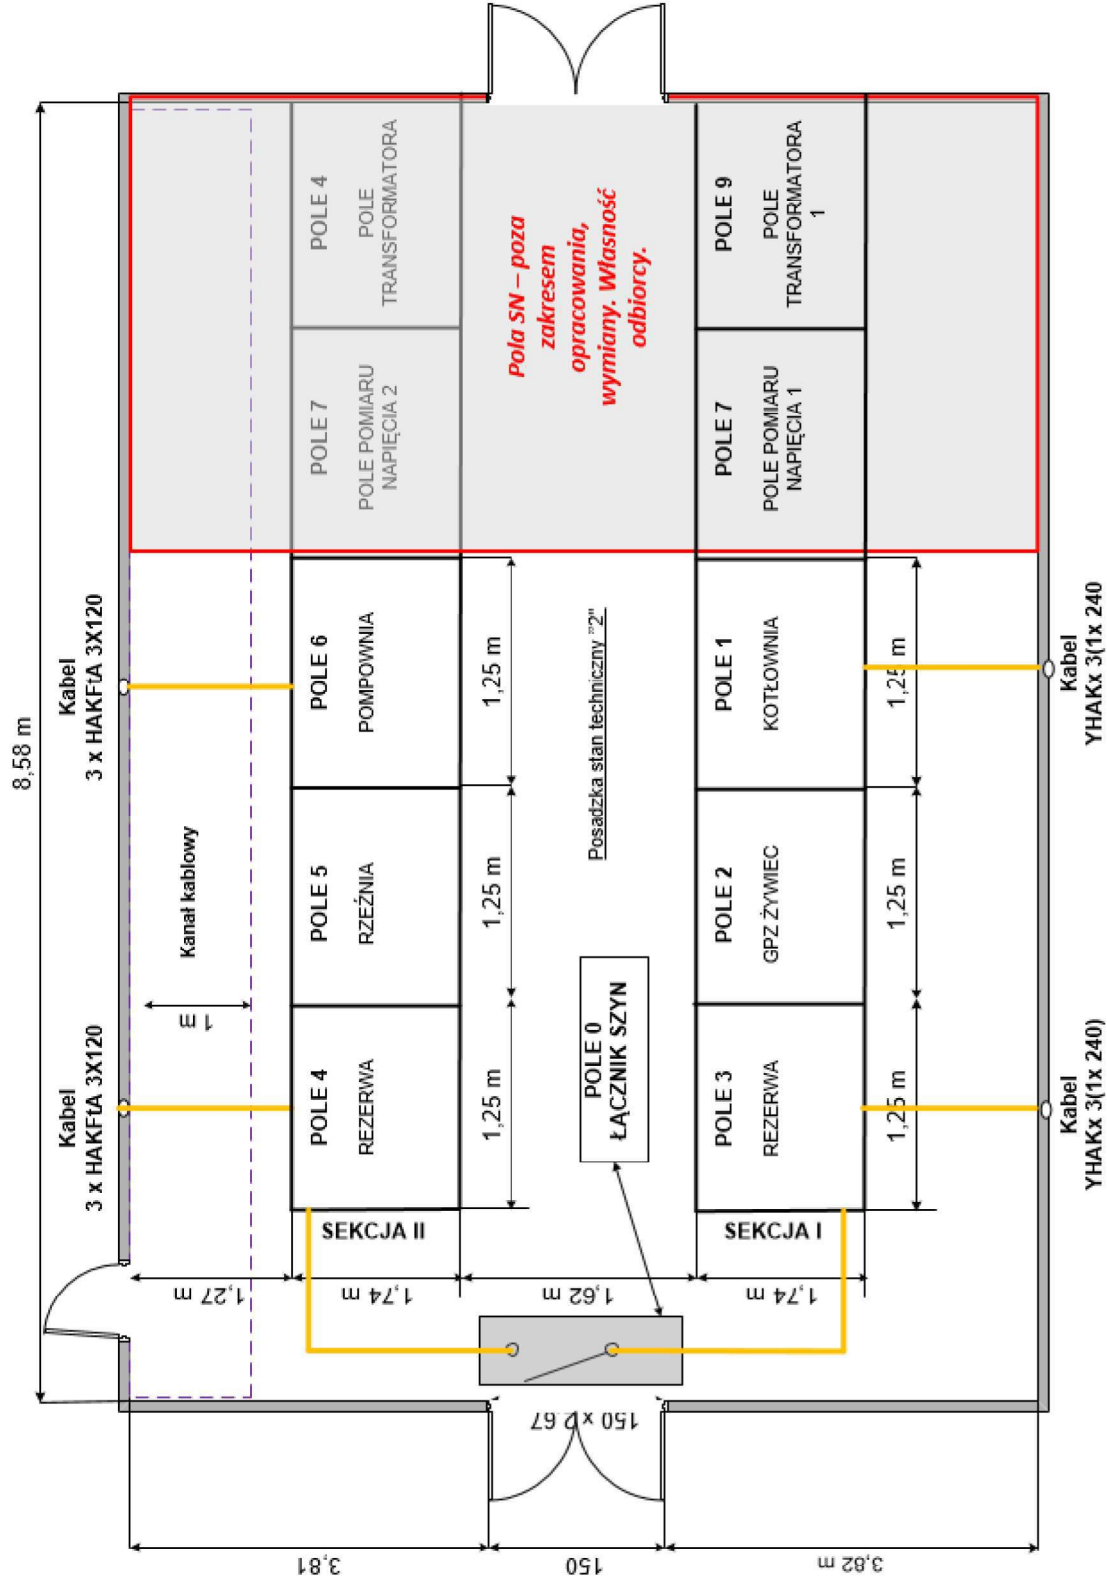 8,58 m
Kabel
3 x HAKFtA 3X120
Kabel
3 x HAKFtA 3X120
Kanał kablowy
1 m
POLE 4
REZERWA
POLE 5
RZEŹNIA
POLE 6
POMPOWNIA
POLE 7
POLE POMIARU
NAPIĘCIA 2
POLE 4
POLE
TRANSFORMATORA
SEKCJA II
1,25 m
1,25 m
1,25 m
1,27 m
1,74 m
1,62 m
1,74 m
POLE 0
ŁĄCZNIK SZYN
Posadzka stan techniczny "2"
Pola SN – poza
zakresem
opracowania,
wymiany. Własność
odbiorcy.
150 x 2,67
SEKCJA I
POLE 3
REZERWA
POLE 2
GPZ ŻYWIEC
POLE 1
KOTŁOWNIA
POLE 7
POLE POMIARU
NAPIĘCIA 1
POLE 9
POLE
TRANSFORMATORA
1
1,25 m
1,25 m
1,25 m
Kabel
YHAKx 3(1x 240)
Kabel
YHAKx 3(1x 240
3,81
150
3,82 m